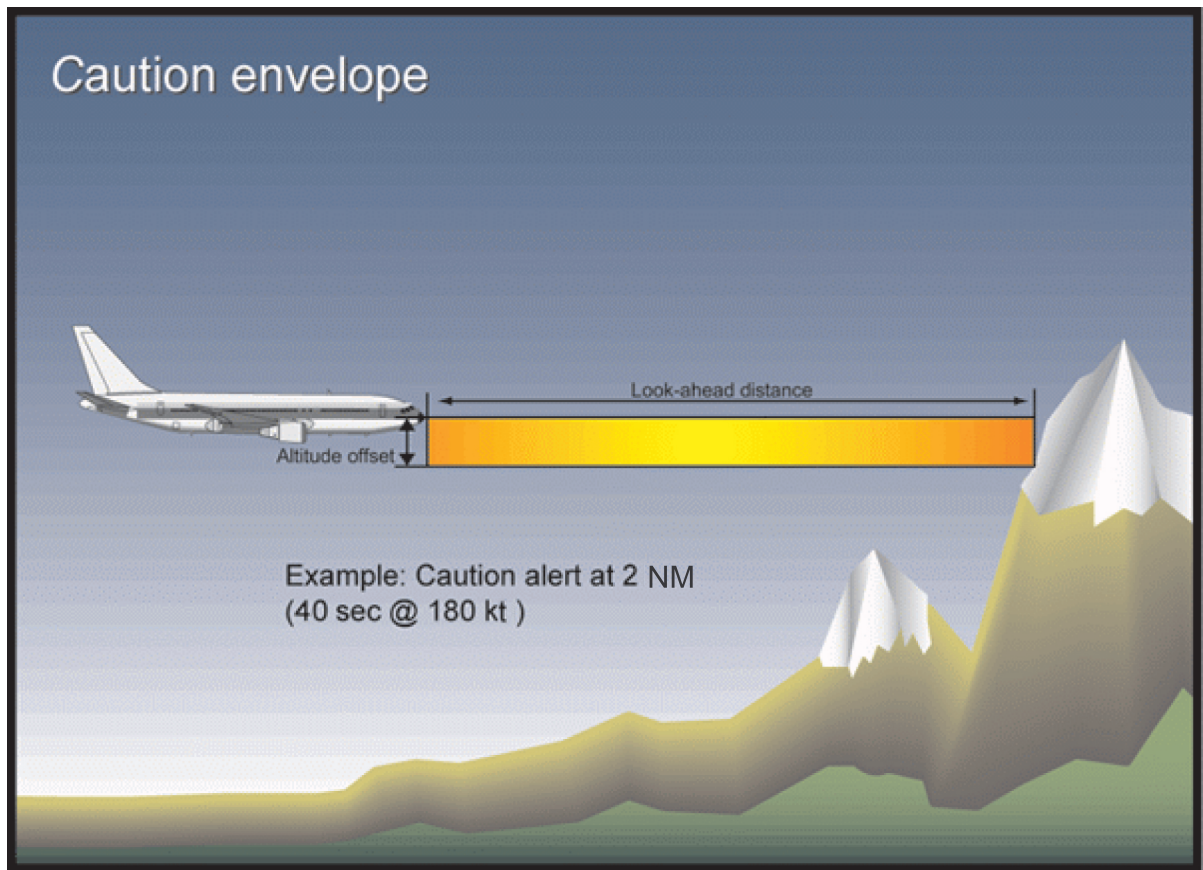 Caution envelope
Look-ahead distance
Altitude offset
Example: Caution alert at 2 NM
(40 sec @ 180 kt )